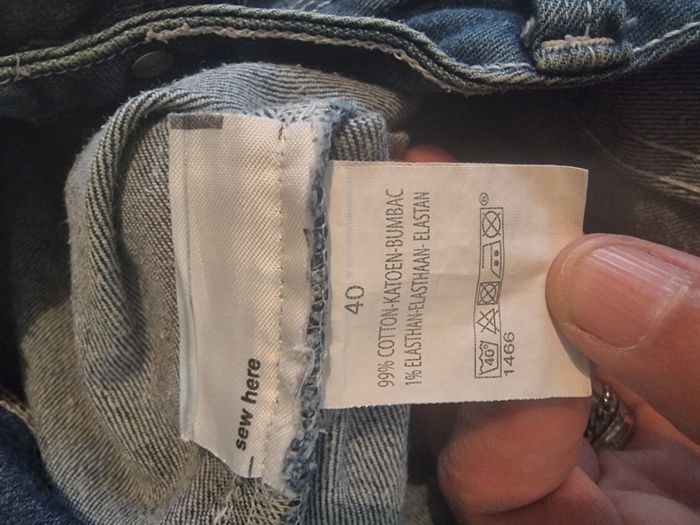 sew here
40
99% COTTON-KATOEN-BUMBAC
1% ELASTHAN-ELASTHAAN- ELASTAN
40°
®
1466